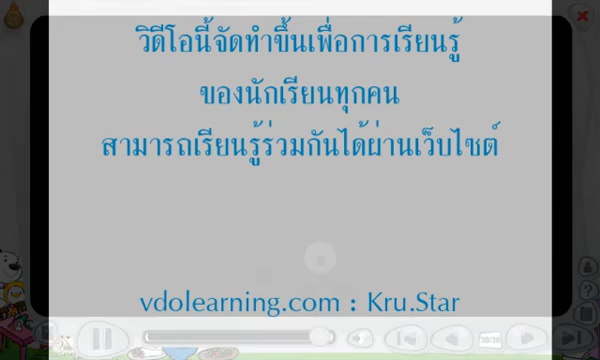 วิดีโอนี้จัดทำขึ้นเพื่อการเรียนรู้
ของนักเรียนทุกคน
สามารถเรียนรู้ร่วมกันได้ผ่านเว็บไซต์
vdolearning.com : Kru.Star
38/38